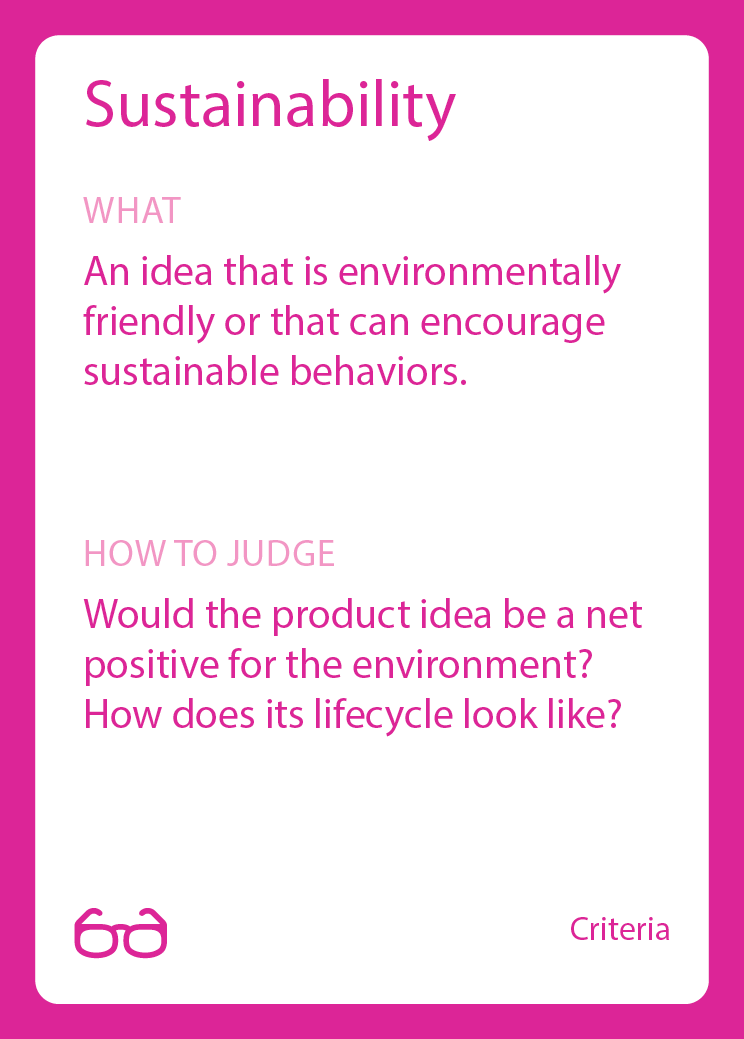 Sustainability
WHAT
An idea that is environmentally
friendly or that can encourage
sustainable behaviors.
HOW TO JUDGE
Would the product idea be a net
positive for the environment?
How does its lifecycle look like?
Criteria